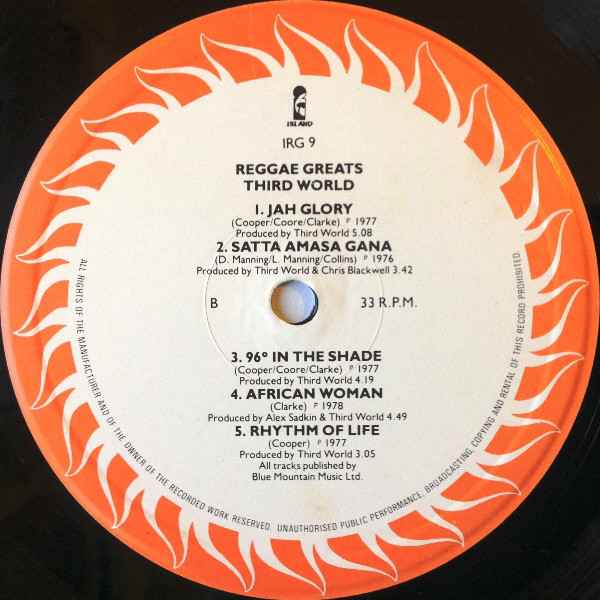 ISLAND
IRG 9
REGGAE GREATS
THIRD WORLD
1. JAH GLORY
(Cooper/Coore/Clarke) ℗ 1977
Produced by Third World 5.08
2. SATTA AMASA GANA
(D. Manning/L. Manning/Collins) ℗ 1976
Produced by Third World & Chris Blackwell 3.42
B
33 R.P.M.
3. 96° IN THE SHADE
(Cooper/Coore/Clarke) ℗ 1977
Produced by Third World 4.19
4. AFRICAN WOMAN
(Clarke) ℗ 1978
Produced by Alex Sadkin & Third World 4.49
5. RHYTHM OF LIFE
(Cooper) ℗ 1977
Produced by Third World 3.05
All tracks published by
Blue Mountain Music Ltd.
ALL RIGHTS OF THE MANUFACTURER AND OF THE OWNER OF THE RECORDED WORK RESERVED. UNAUTHORISED PUBLIC PERFORMANCE, BROADCASTING, COPYING AND RENTAL OF THIS RECORD PROHIBITED.